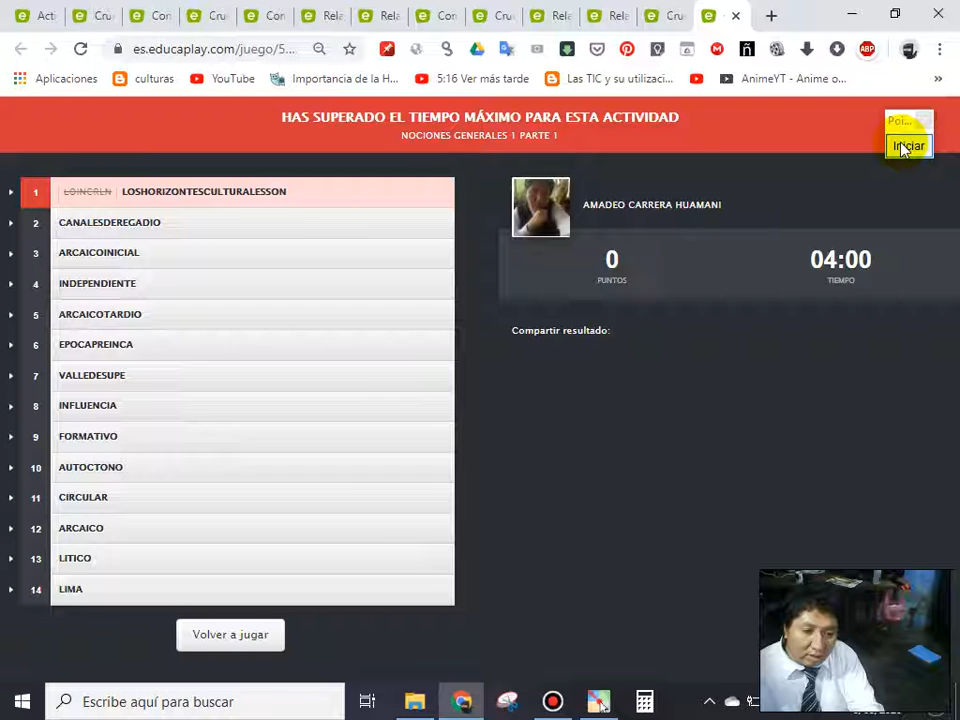 Act
Cru
Con
Cru
Con
Rela
Rela
Con
Cru
Rela
Rela
Cru
es.educaplay.com/juego/5...
Aplicaciones
culturas
YouTube
Importancia de la H...
5:16 Ver más tarde
Las TIC y su utilizaci...
AnimeYT - Anime o...
»
HAS SUPERADO EL TIEMPO MÁXIMO PARA ESTA ACTIVIDAD
NOCIONES GENERALES 1 PARTE 1
Iniciar
1 LOINCRLN LOSHORIZONTESCULTURALESSON
2 CANALESDEREGADIO
3 ARCAICOINICIAL
4 INDEPENDIENTE
5 ARCAICOTARDIO
6 EPOCAPREINCA
7 VALLEDESUPE
8 INFLUENCIA
9 FORMATIVO
10 AUTOCTONO
11 CIRCULAR
12 ARCAICO
13 LITICO
14 LIMA
AMADEO CARRERA HUAMANI
0
PUNTOS
04:00
TIEMPO
Compartir resultado:
Volver a jugar
Escribe aquí para buscar